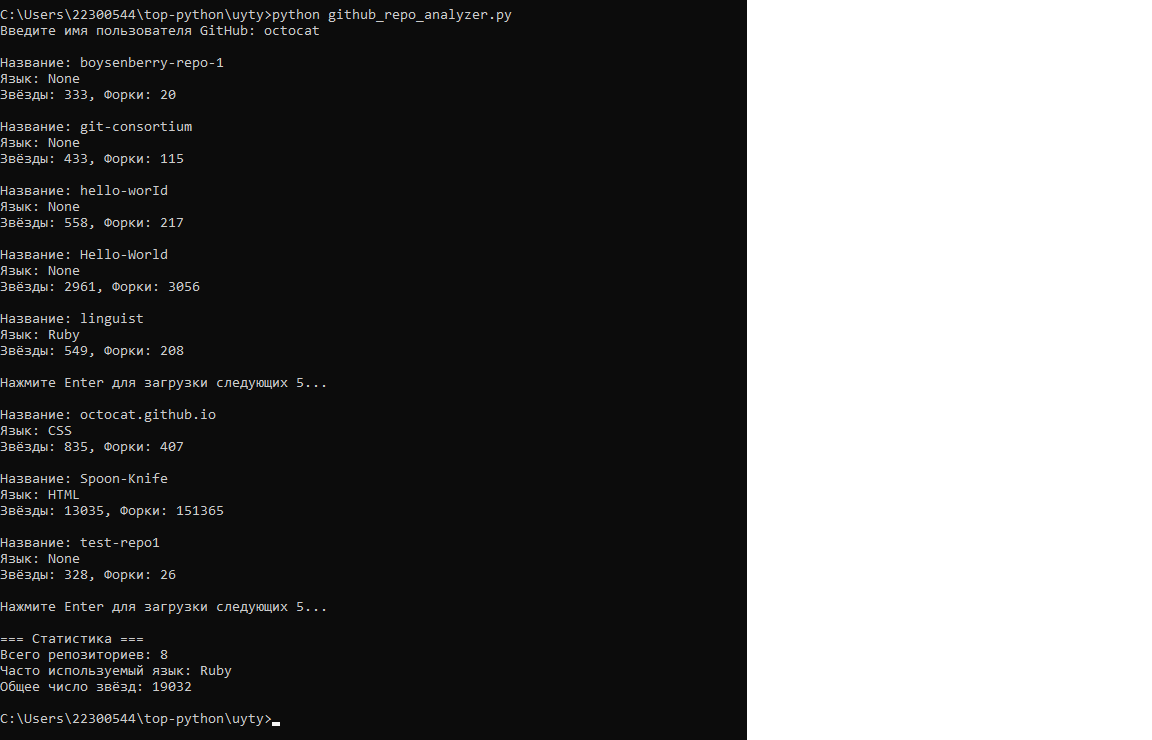 C:\Users\22300544\top-python\uyty>python github_repo_analyzer.py
Введите имя пользователя GitHub: octocat
Название: boysenberry-repo-1
Язык: None
Звёзды: 333, Форки: 20
Название: git-consortium
Язык: None
Звёзды: 433, Форки: 115
Название: hello-worId
Язык: None
Звёзды: 558, Форки: 217
Название: Hello-World
Язык: None
Звёзды: 2961, Форки: 3056
Название: linguist
Язык: Ruby
Звёзды: 549, Форки: 208
Нажмите Enter для загрузки следующих 5...
Название: octocat.github.io
Язык: CSS
Звёзды: 835, Форки: 407
Название: Spoon-Knife
Язык: HTML
Звёзды: 13035, Форки: 151365
Название: test-repo1
Язык: None
Звёзды: 328, Форки: 26
Нажмите Enter для загрузки следующих 5...
=== Статистика ===
Всего репозиториев: 8
Часто используемый язык: Ruby
Общее число звёзд: 19032
C:\Users\22300544\top-python\uyty>